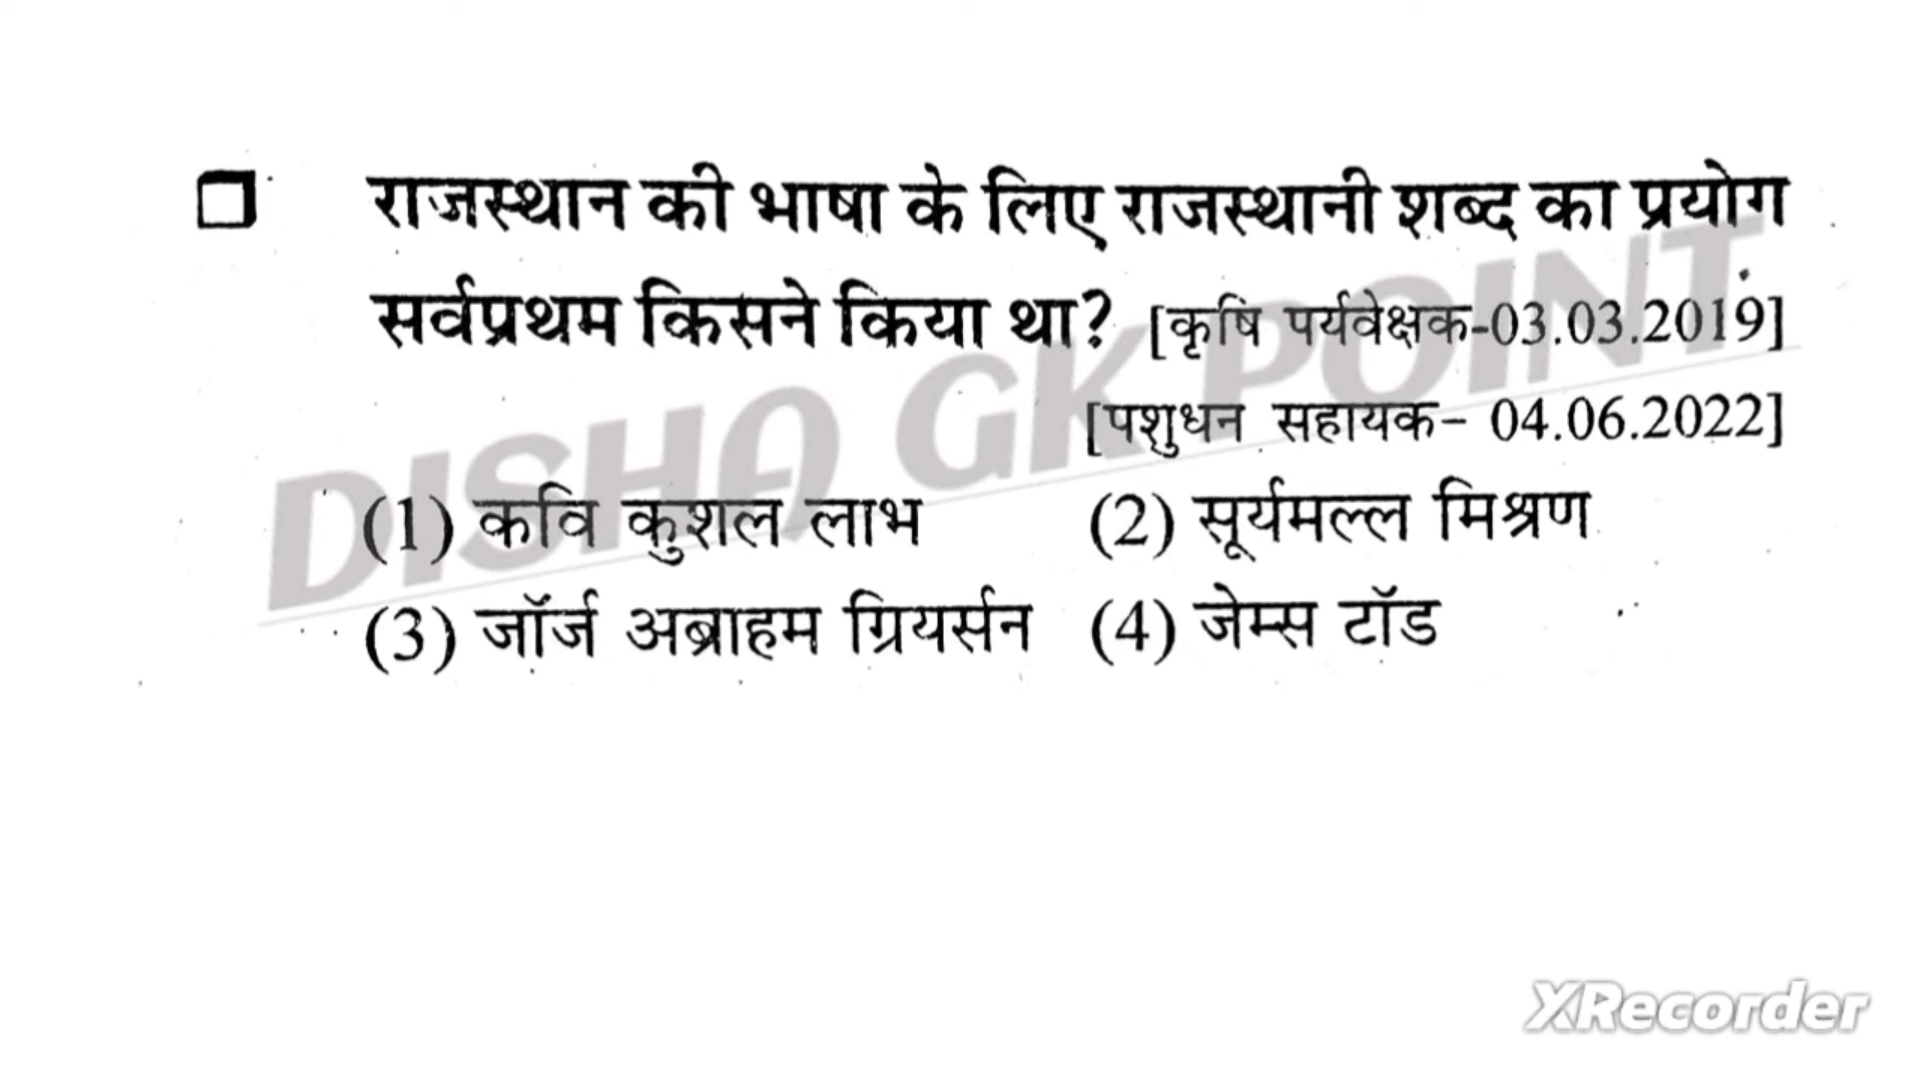 राजस्थान की भाषा के लिए राजस्थानी शब्द का प्रयोग
सर्वप्रथम किसने किया था? [कृषि पर्यवेक्षक-03.03.2019]
[पशुधन सहायक- 04.06.2022]
DISHA GK POINT
(1) कवि कुशल लाभ (2) सूर्यमल्ल मिश्रण
(3) जॉर्ज अब्राहम ग्रियर्सन (4) जेम्स टॉड
XRecorder